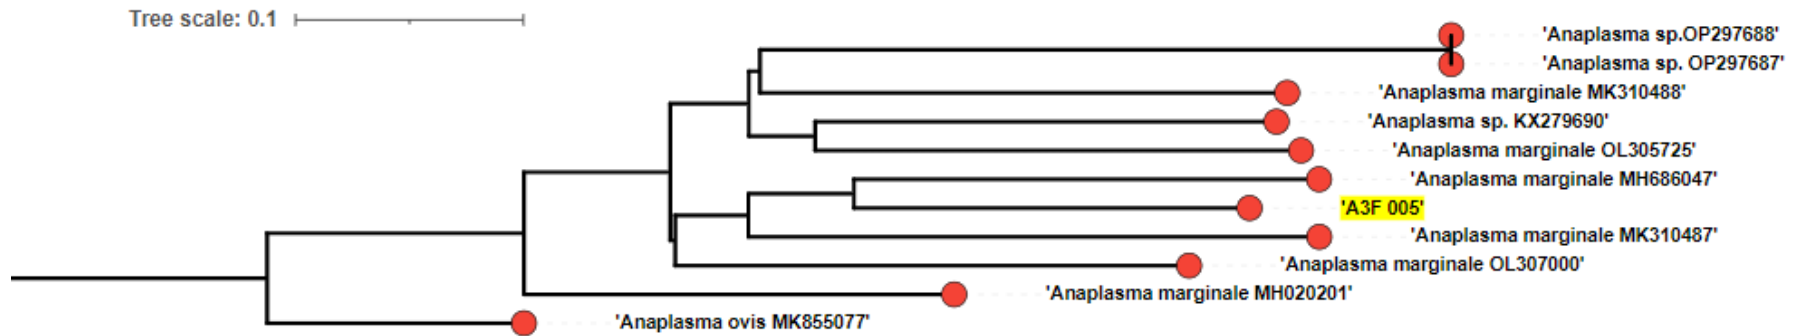 Tree scale: 0.1
'Anaplasma sp.OP297688'
'Anaplasma sp. OP297687'
'Anaplasma marginale MK310488'
'Anaplasma sp. KX279690'
'Anaplasma marginale OL305725'
'Anaplasma marginale MH686047'
'A3F 005'
'Anaplasma marginale MK310487'
'Anaplasma marginale OL307000'
'Anaplasma marginale MH020201'
'Anaplasma ovis MK855077'